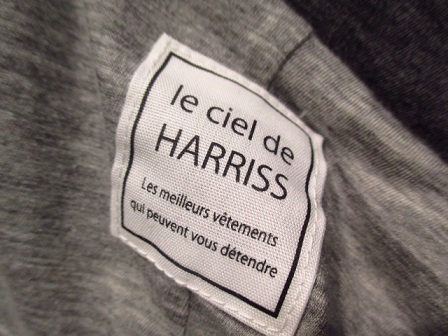 le ciel de
HARRISS
Les meilleurs vêtements
qui peuvent vous détendre